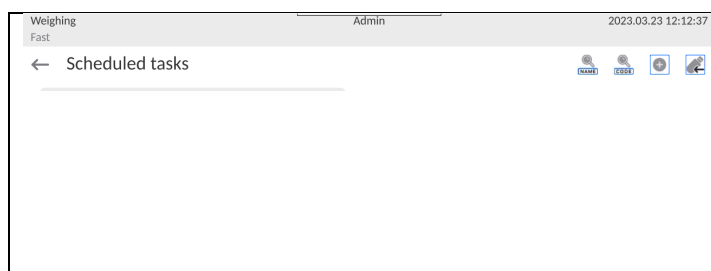 Weighing Admin 2023.03.23 12:12:37
Fast
← Scheduled tasks
NAME CODE